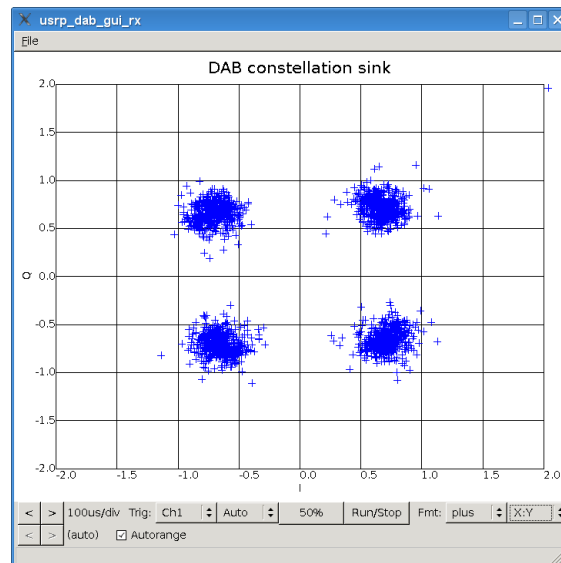 usrp_dab_gui_rx
File
DAB constellation sink
2.0
1.5
1.0
0.5
0.0
-0.5
-1.0
-1.5
-2.0
Q
-2.0 -1.5 -1.0 -0.5 0.0 0.5 1.0 1.5 2.0
I
< > 100us/div Trig: Ch1 Auto 50% Run/Stop Fmt: plus X:Y
< > (auto) Autorange